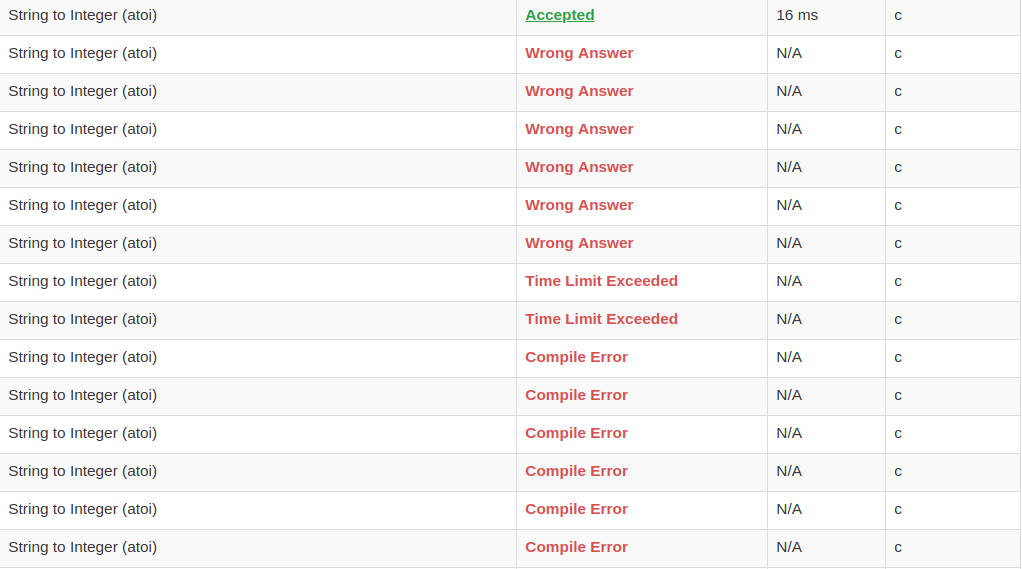 String to Integer (atoi) Accepted 16 ms c
String to Integer (atoi) Wrong Answer N/A c
String to Integer (atoi) Wrong Answer N/A c
String to Integer (atoi) Wrong Answer N/A c
String to Integer (atoi) Wrong Answer N/A c
String to Integer (atoi) Wrong Answer N/A c
String to Integer (atoi) Wrong Answer N/A c
String to Integer (atoi) Time Limit Exceeded N/A c
String to Integer (atoi) Time Limit Exceeded N/A c
String to Integer (atoi) Compile Error N/A c
String to Integer (atoi) Compile Error N/A c
String to Integer (atoi) Compile Error N/A c
String to Integer (atoi) Compile Error N/A c
String to Integer (atoi) Compile Error N/A c
String to Integer (atoi) Compile Error N/A c